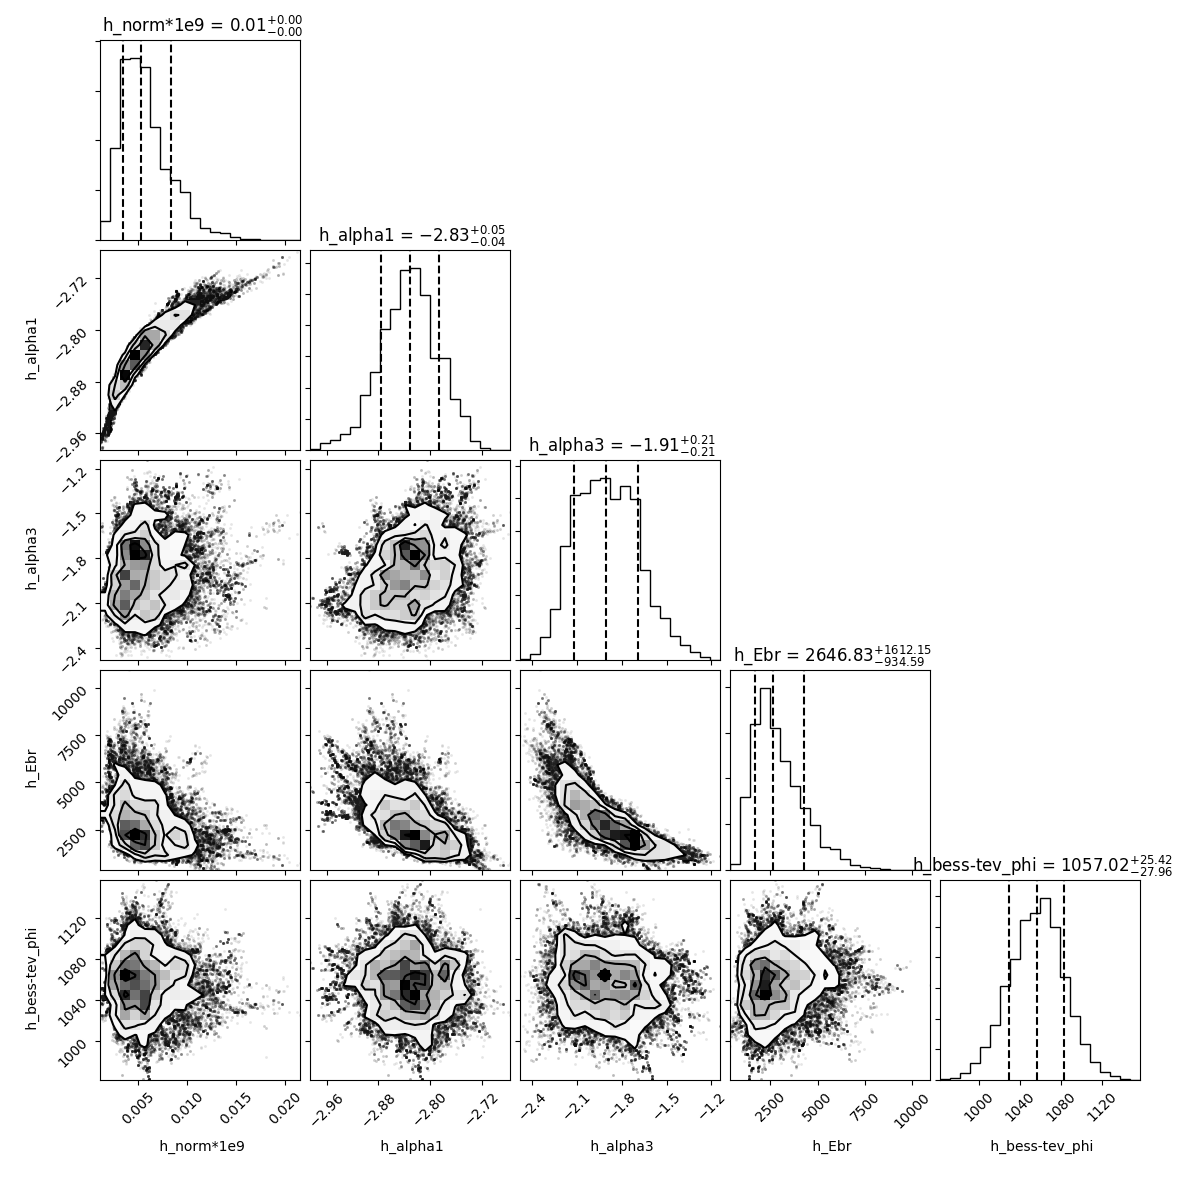 h_norm*1e9 = 0.01+0.00 −0.00
h_alpha1 = −2.83+0.05 −0.04
−2.72
−2.80
−2.88
−2.96
h_alpha1
h_alpha3 = −1.91+0.21 −0.21
−1.2
−1.5
−1.8
−2.1
−2.4
h_alpha3
h_Ebr = 2646.83+1612.15 −934.59
10000
7500
5000
2500
h_Ebr
h_bess-tev_phi = 1057.02+25.42 −27.96
1120
1080
1040
1000
h_bess-tev_phi
0.005 0.010 0.015 0.020
−2.96 −2.88 −2.80 −2.72
−2.4 −2.1 −1.8 −1.5 −1.2
2500 5000 7500 10000
1000 1040 1080 1120
h_norm*1e9 h_alpha1 h_alpha3 h_Ebr h_bess-tev_phi